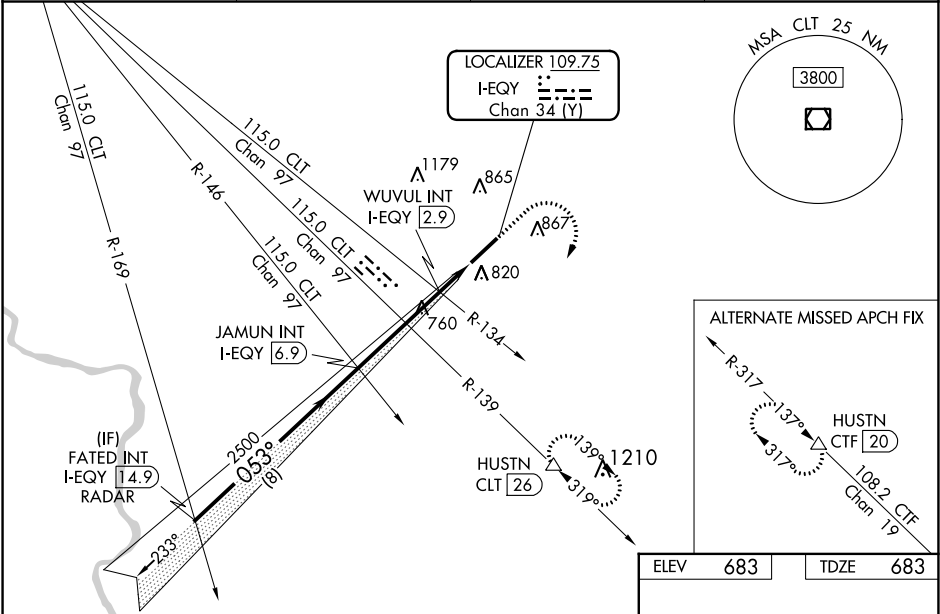 MSA CLT 25 NM
3800
LOCALIZER 109.75
I-EQY
Chan 34 (Y)
115.0 CLT
Chan 97
R-169
115.0 CLT
Chan 97
R-134
R-146
115.0 CLT
Chan 97
115.0 CLT
Chan 97
R-139
1179
865
WUVUL INT
I-EQY 2.9
867
820
760
JAMUN INT
I-EQY 6.9
2500
053°
(8)
(IF)
FATED INT
I-EQY 14.9
RADAR
233°
HUSTN
CLT 26
139°
319°
1210
ALTERNATE MISSED APCH FIX
R-317
137°
317°
HUSTN
CTF 20
108.2 CTF
Chan 19
ELEV 683
TDZE 683